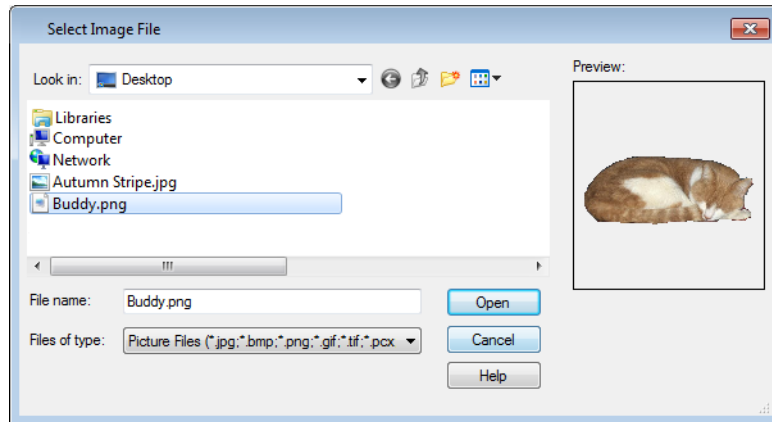 Select Image File
Look in: Desktop
Preview:
Libraries
Computer
Network
Autumn Stripe.jpg
Buddy.png
File name: Buddy.png Open
Files of type: Picture Files (*.jpg;*.bmp;*.png;*.gif;*.tif;*.pcx Cancel
Help